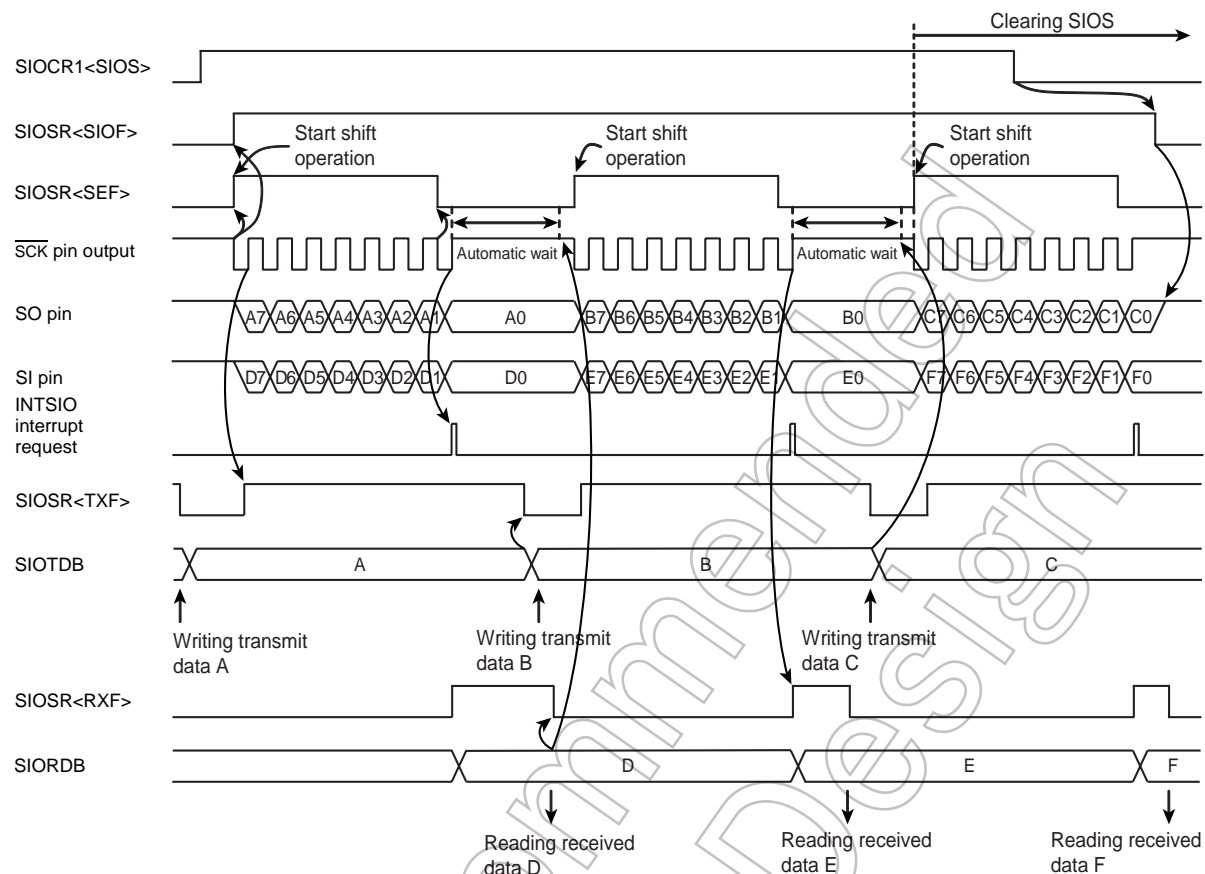 Clearing SIOS
SIOCR1<SIOS>
SIOSR<SIOF>
Start shift
operation
Start shift
operation
Start shift
operation
SIOSR<SEF>
SCK pin output
Automatic wait
Automatic wait
SO pin
A7 A6 A5 A4 A3 A2 A1 A0 B7 B6 B5 B4 B3 B2 B1 B0 C7 C6 C5 C4 C3 C2 C1 C0
SI pin
D7 D6 D5 D4 D3 D2 D1 D0 E7 E6 E5 E4 E3 E2 E1 E0 F7 F6 F5 F4 F3 F2 F1 F0
INTSIO
interrupt
request
SIOSR<TXF>
SIOTDB
A B C
Writing transmit
data A
Writing transmit
data B
Writing transmit
data C
SIOSR<RXF>
SIORDB
D E F
Reading received
data D
Reading received
data E
Reading received
data F
ommended
Design